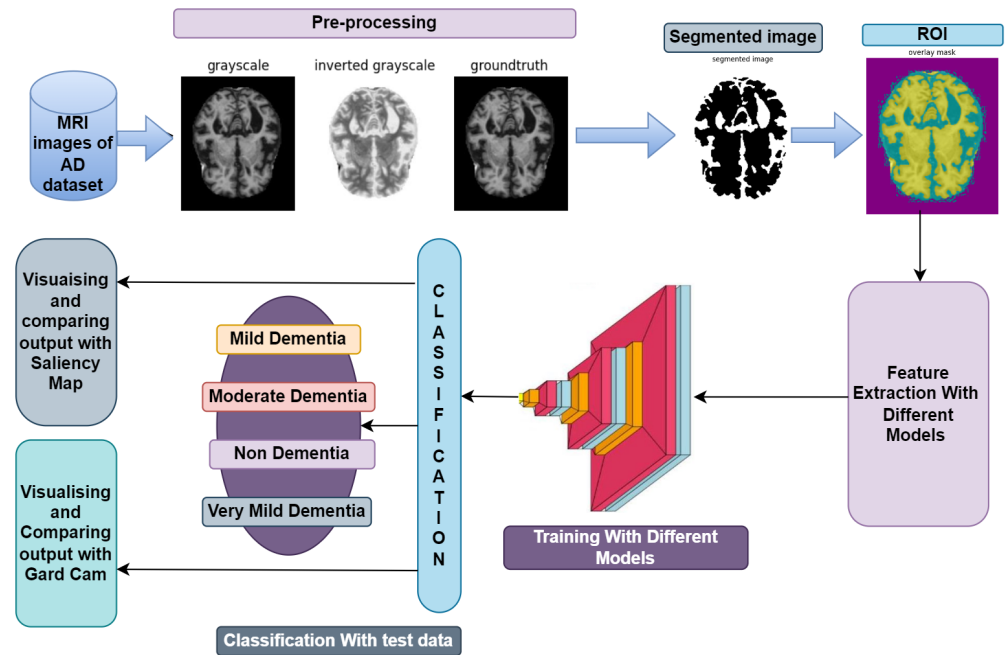 Pre-processing
Segmented image
ROI
grayscale
inverted grayscale
groundtruth
segmented image
overlay mask
MRI
images of
AD
dataset
Visuaising
and
comparing
output with
Saliency
Map
Mild Dementia
Moderate Dementia
Non Dementia
Very Mild Dementia
C
L
A
S
S
I
F
I
C
A
T
I
O
N
Feature
Extraction With
Different
Models
Visualising
and
Comparing
output with
Gard Cam
Training With Different
Models
Classification With test data